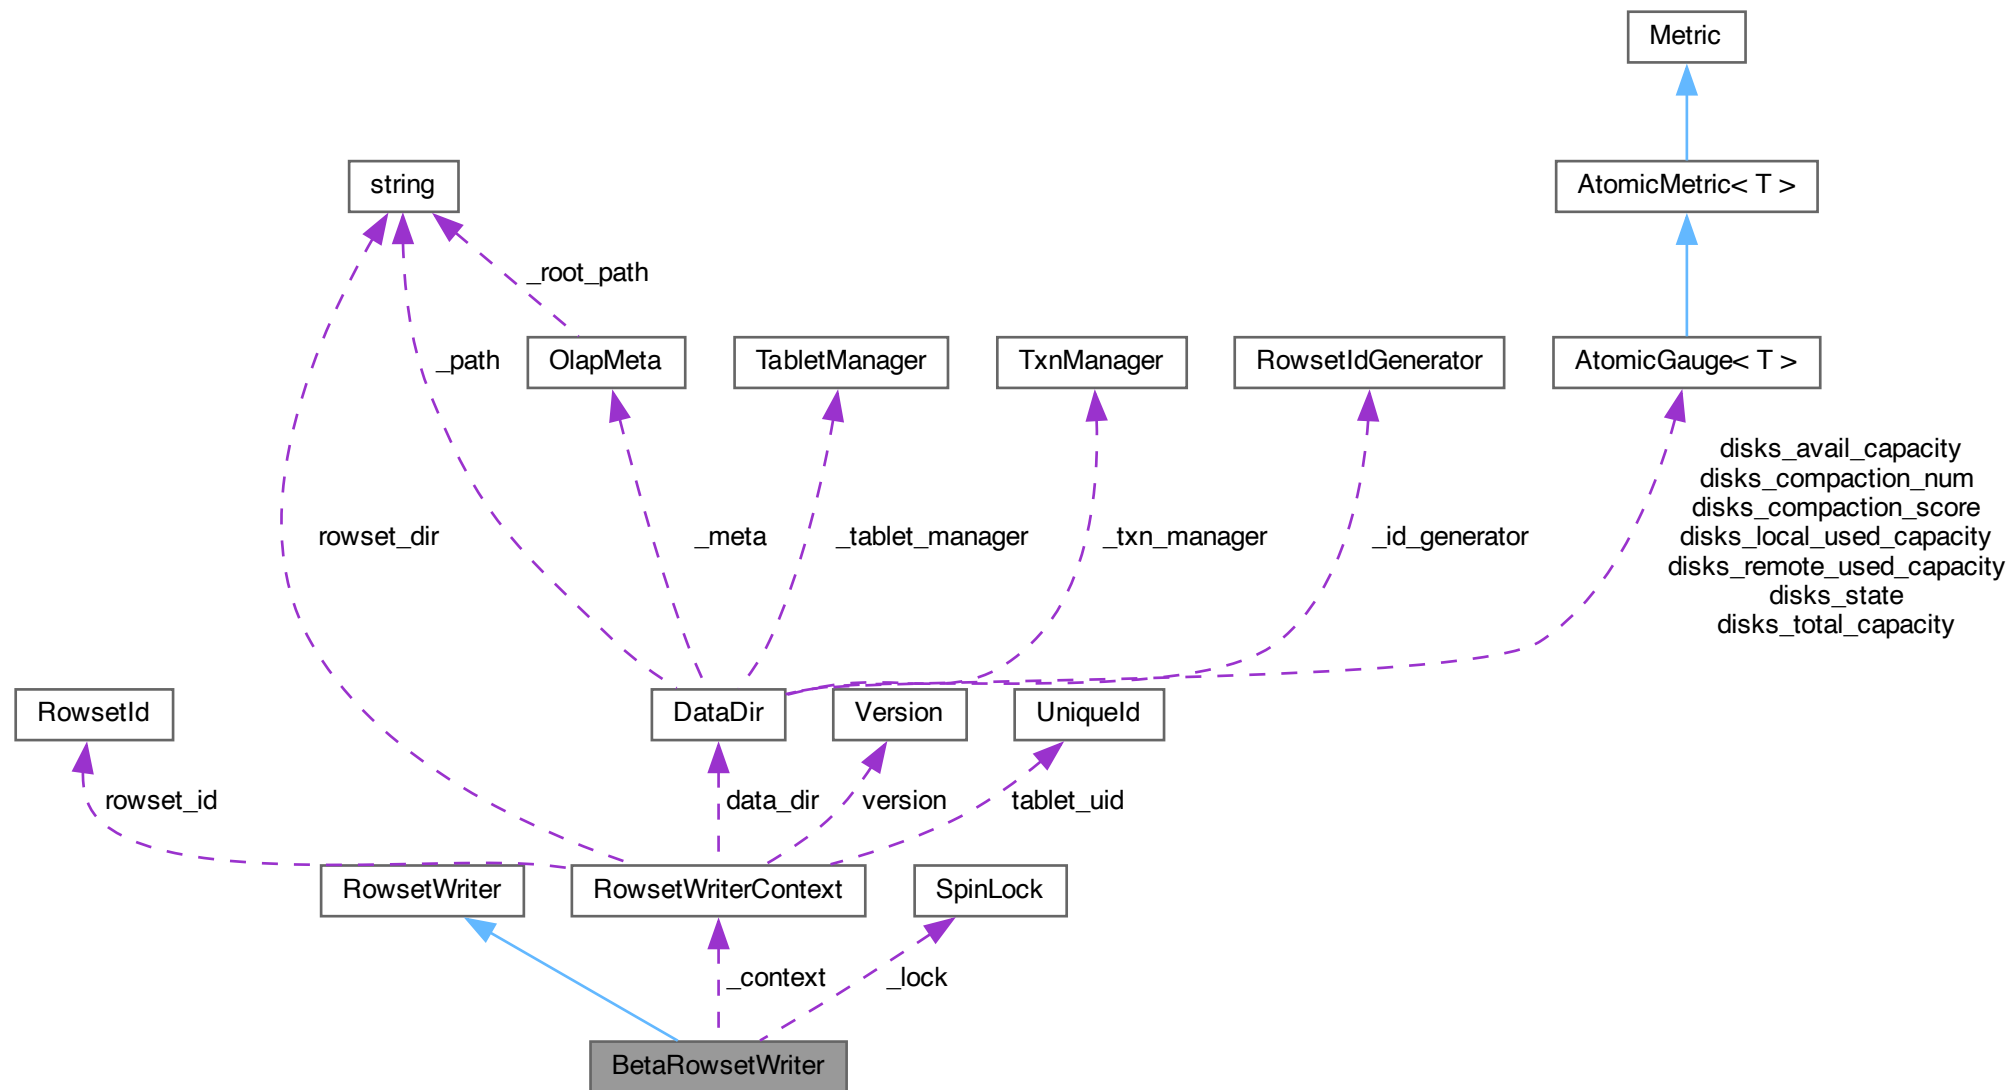 Metric
string
AtomicMetric< T >
_root_path
_path
OlapMeta
TabletManager
TxnManager
RowsetIdGenerator
AtomicGauge< T >
rowset_dir
_meta
_tablet_manager
_txn_manager
_id_generator
disks_avail_capacity
disks_compaction_num
disks_compaction_score
disks_local_used_capacity
disks_remote_used_capacity
disks_state
disks_total_capacity
RowsetId
DataDir
Version
UniqueId
rowset_id
data_dir
version
tablet_uid
RowsetWriter
RowsetWriterContext
SpinLock
_context
_lock
BetaRowsetWriter